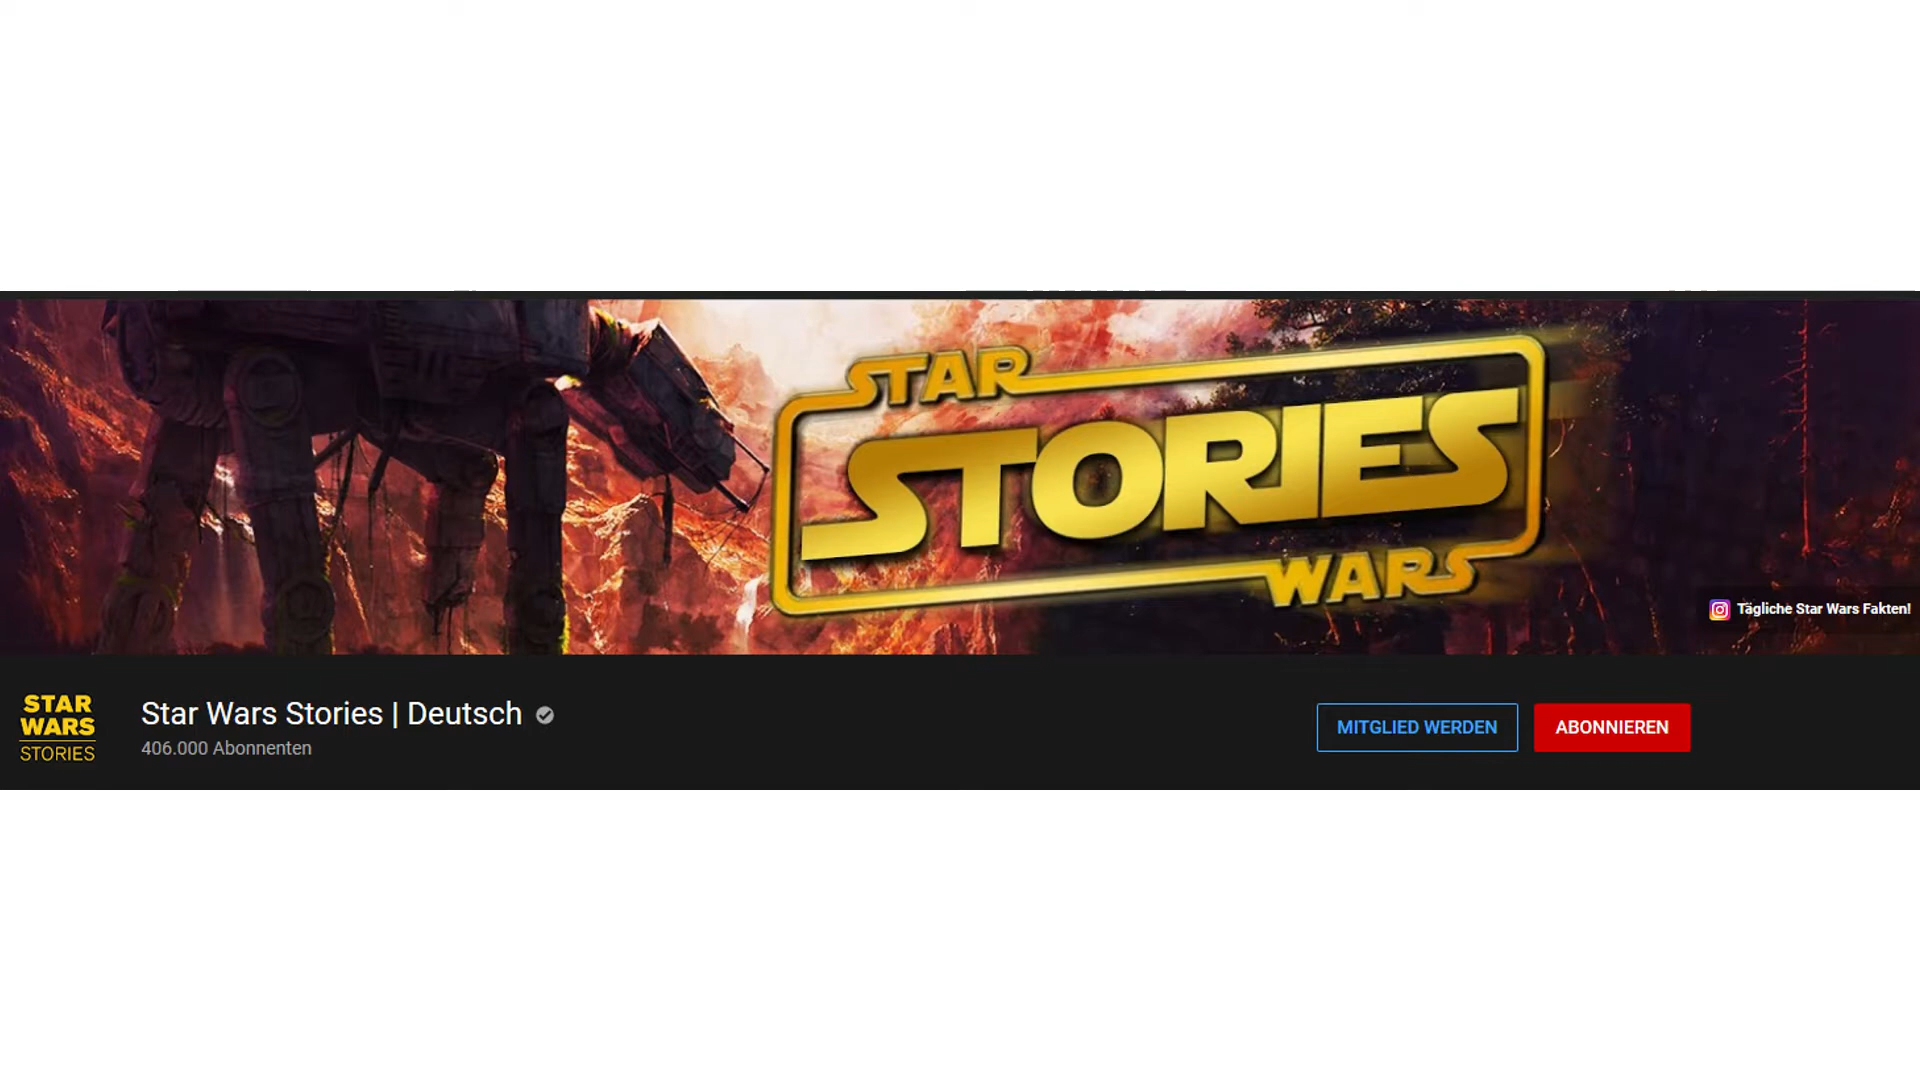 STAR
STORIES
WARS
Tägliche Star Wars Fakten!
STAR
WARS
STORIES
Star Wars Stories | Deutsch
406.000 Abonnenten
MITGLIED WERDEN
ABONNIEREN